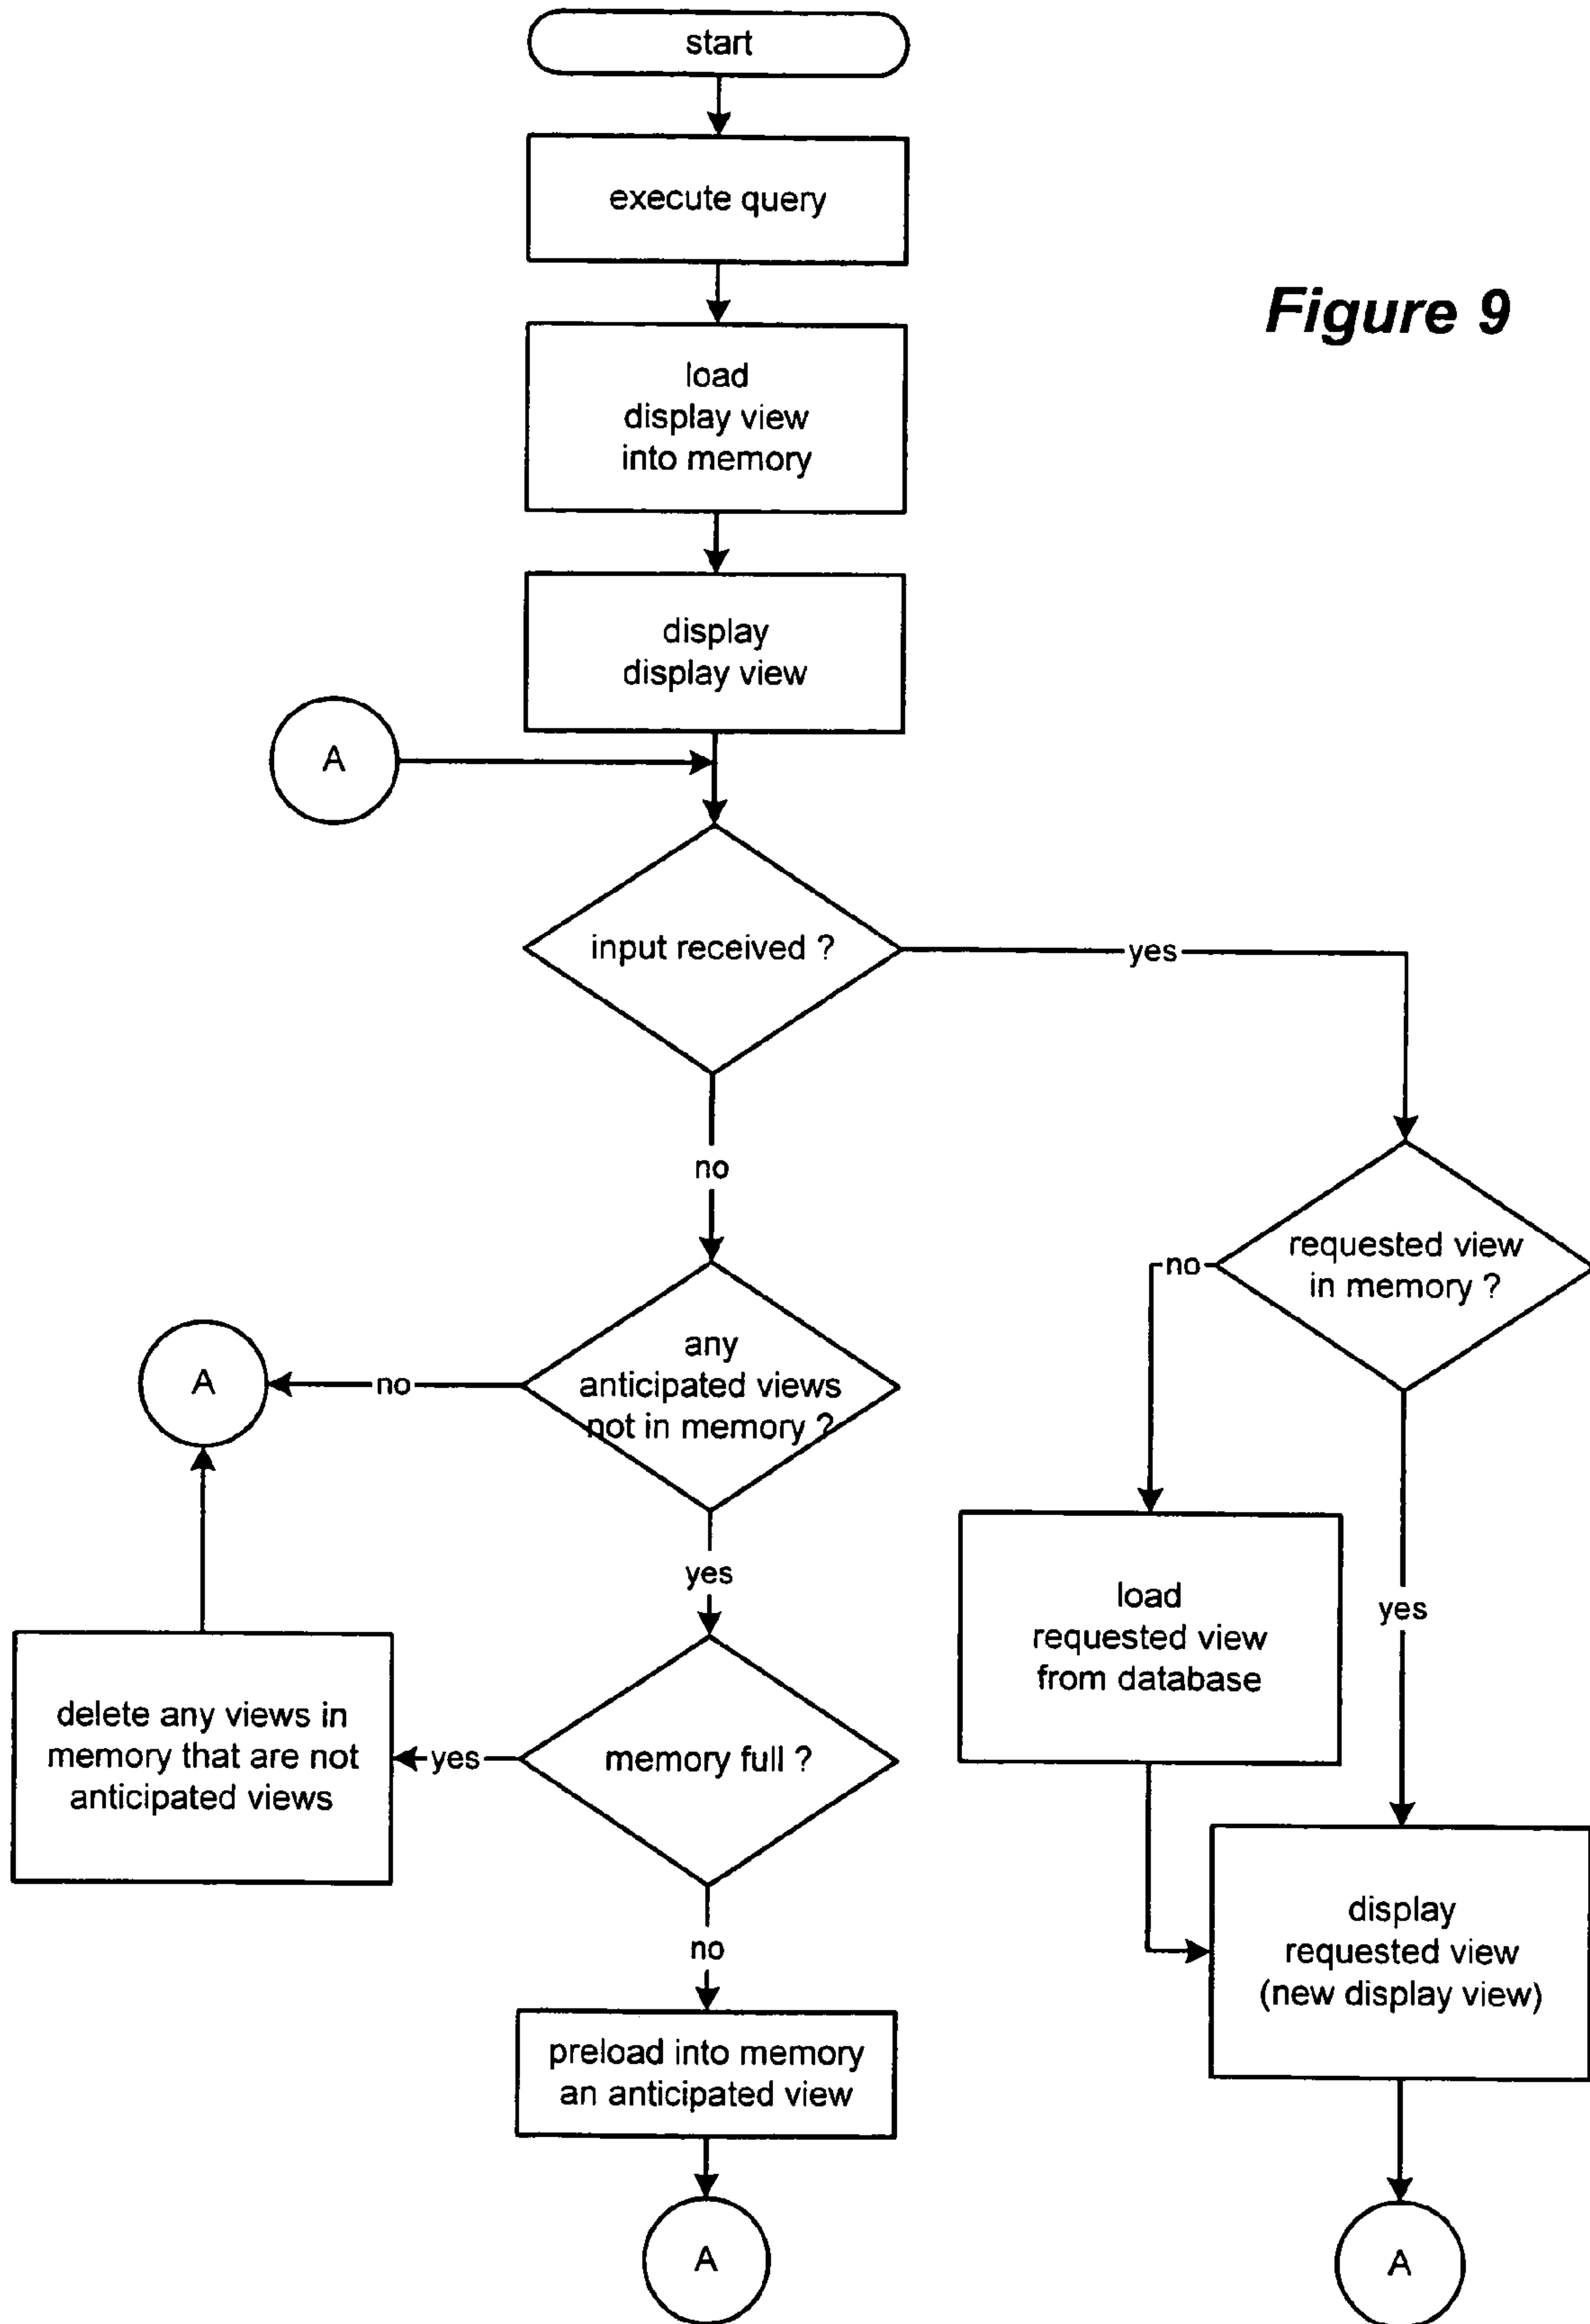 start
execute query
Figure 9
load
display view
into memory
display
display view
A
input received ?
yes
no
requested view
in memory ?
no
any
anticipated views
not in memory ?
no
A
yes
load
requested view
from database
yes
delete any views in
memory that are not
anticipated views
yes
memory full ?
no
display
requested view
(new display view)
preload into memory
an anticipated view
A
A